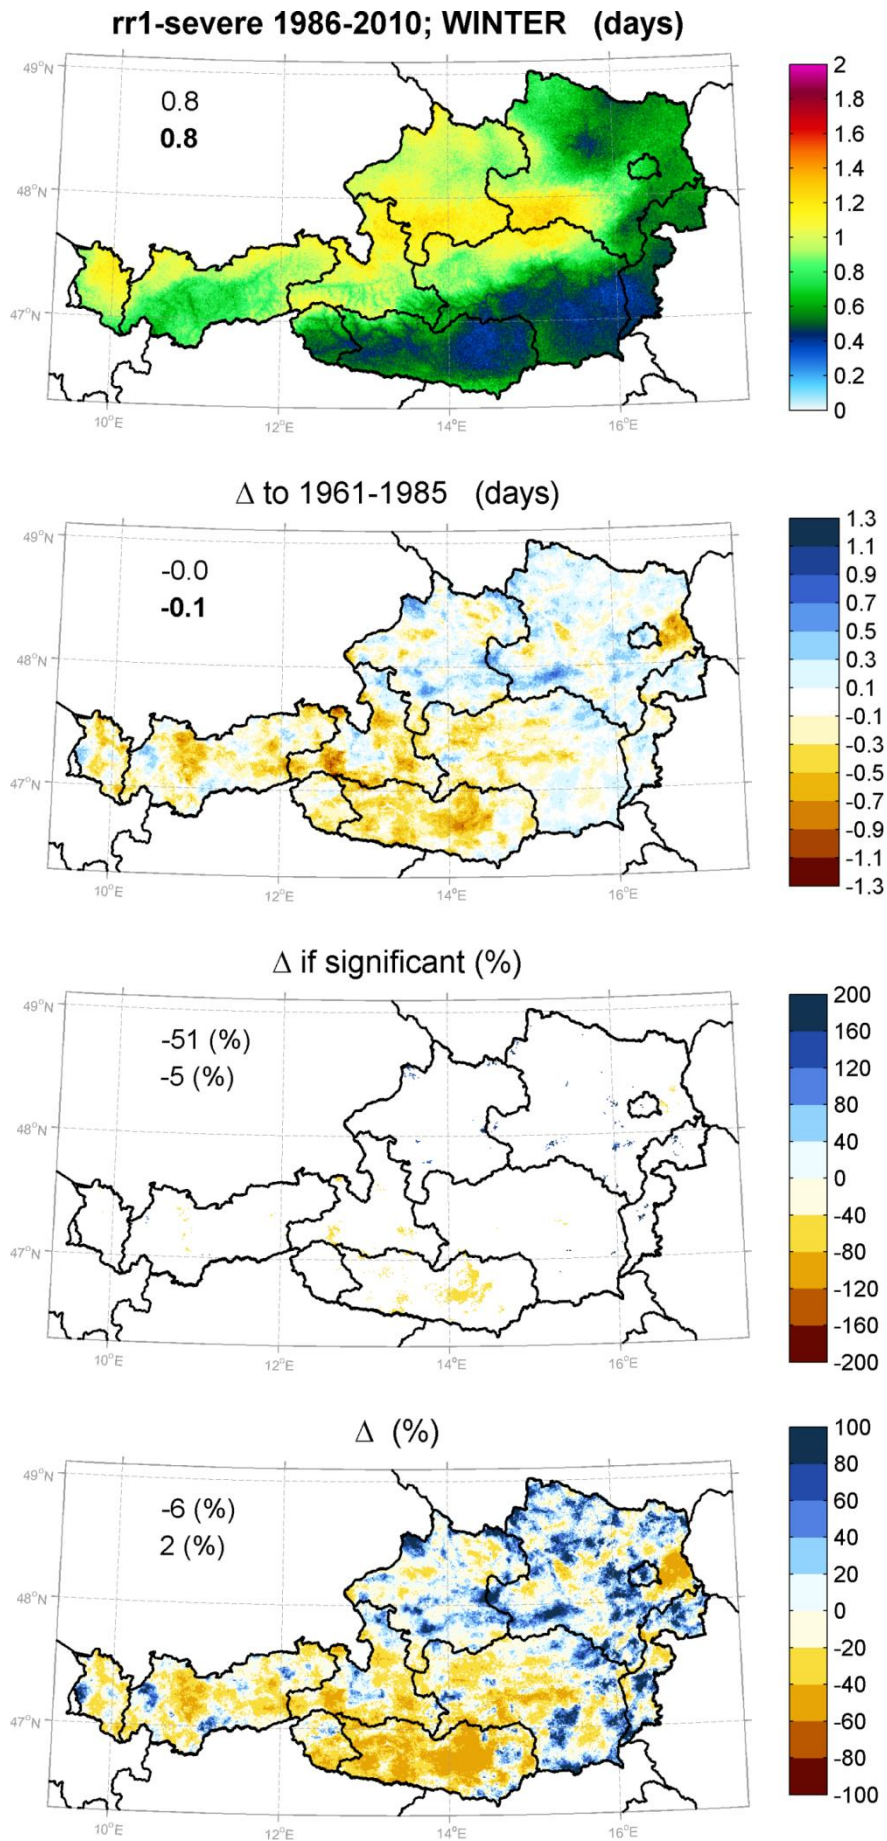 rr1-severe 1986-2010; WINTER (days)
0.8
0.8
49°N
48°N
47°N
10°E 12°E 14°E 16°E
2
1.8
1.6
1.4
1.2
1
0.8
0.6
0.4
0.2
0
Δ to 1961-1985 (days)
-0.0
-0.1
49°N
48°N
47°N
10°E 12°E 14°E 16°E
1.3
1.1
0.9
0.7
0.5
0.3
0.1
-0.1
-0.3
-0.5
-0.7
-0.9
-1.1
-1.3
Δ if significant (%)
-51 (%)
-5 (%)
49°N
48°N
47°N
10°E 12°E 14°E 16°E
200
160
120
80
40
0
-40
-80
-120
-160
-200
Δ (%)
-6 (%)
2 (%)
49°N
48°N
47°N
10°E 12°E 14°E 16°E
100
80
60
40
20
0
-20
-40
-60
-80
-100